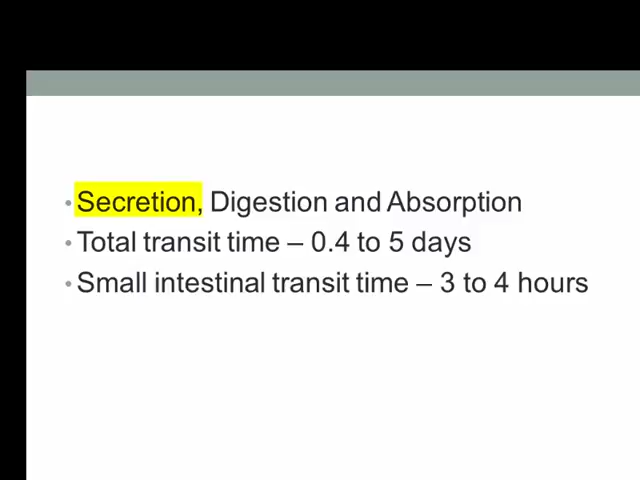 • Secretion, Digestion and Absorption
• Total transit time – 0.4 to 5 days
• Small intestinal transit time – 3 to 4 hours